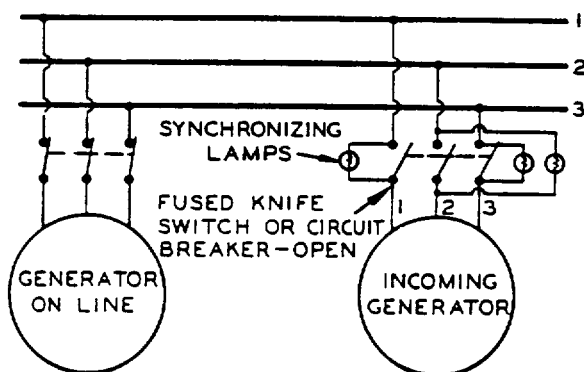 1
2
3
SYNCHRONIZING
LAMPS
FUSED KNIFE
SWITCH OR CIRCUIT
BREAKER-OPEN
1 2 3
GENERATOR
ON LINE
INCOMING
GENERATOR